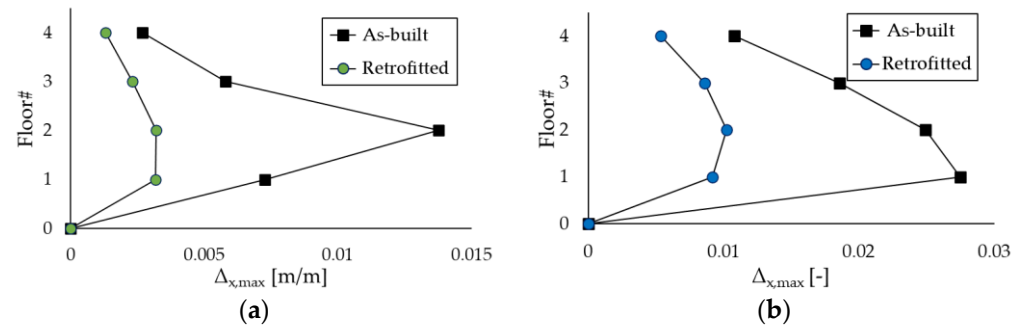 4
3
2
1
0
Floor#
As-built
Retrofitted
0
0.005
0.01
0.015
Δx,max [m/m]
(a)
4
3
2
1
0
Floor#
As-built
Retrofitted
0
0.01
0.02
0.03
Δx,max [-]
(b)